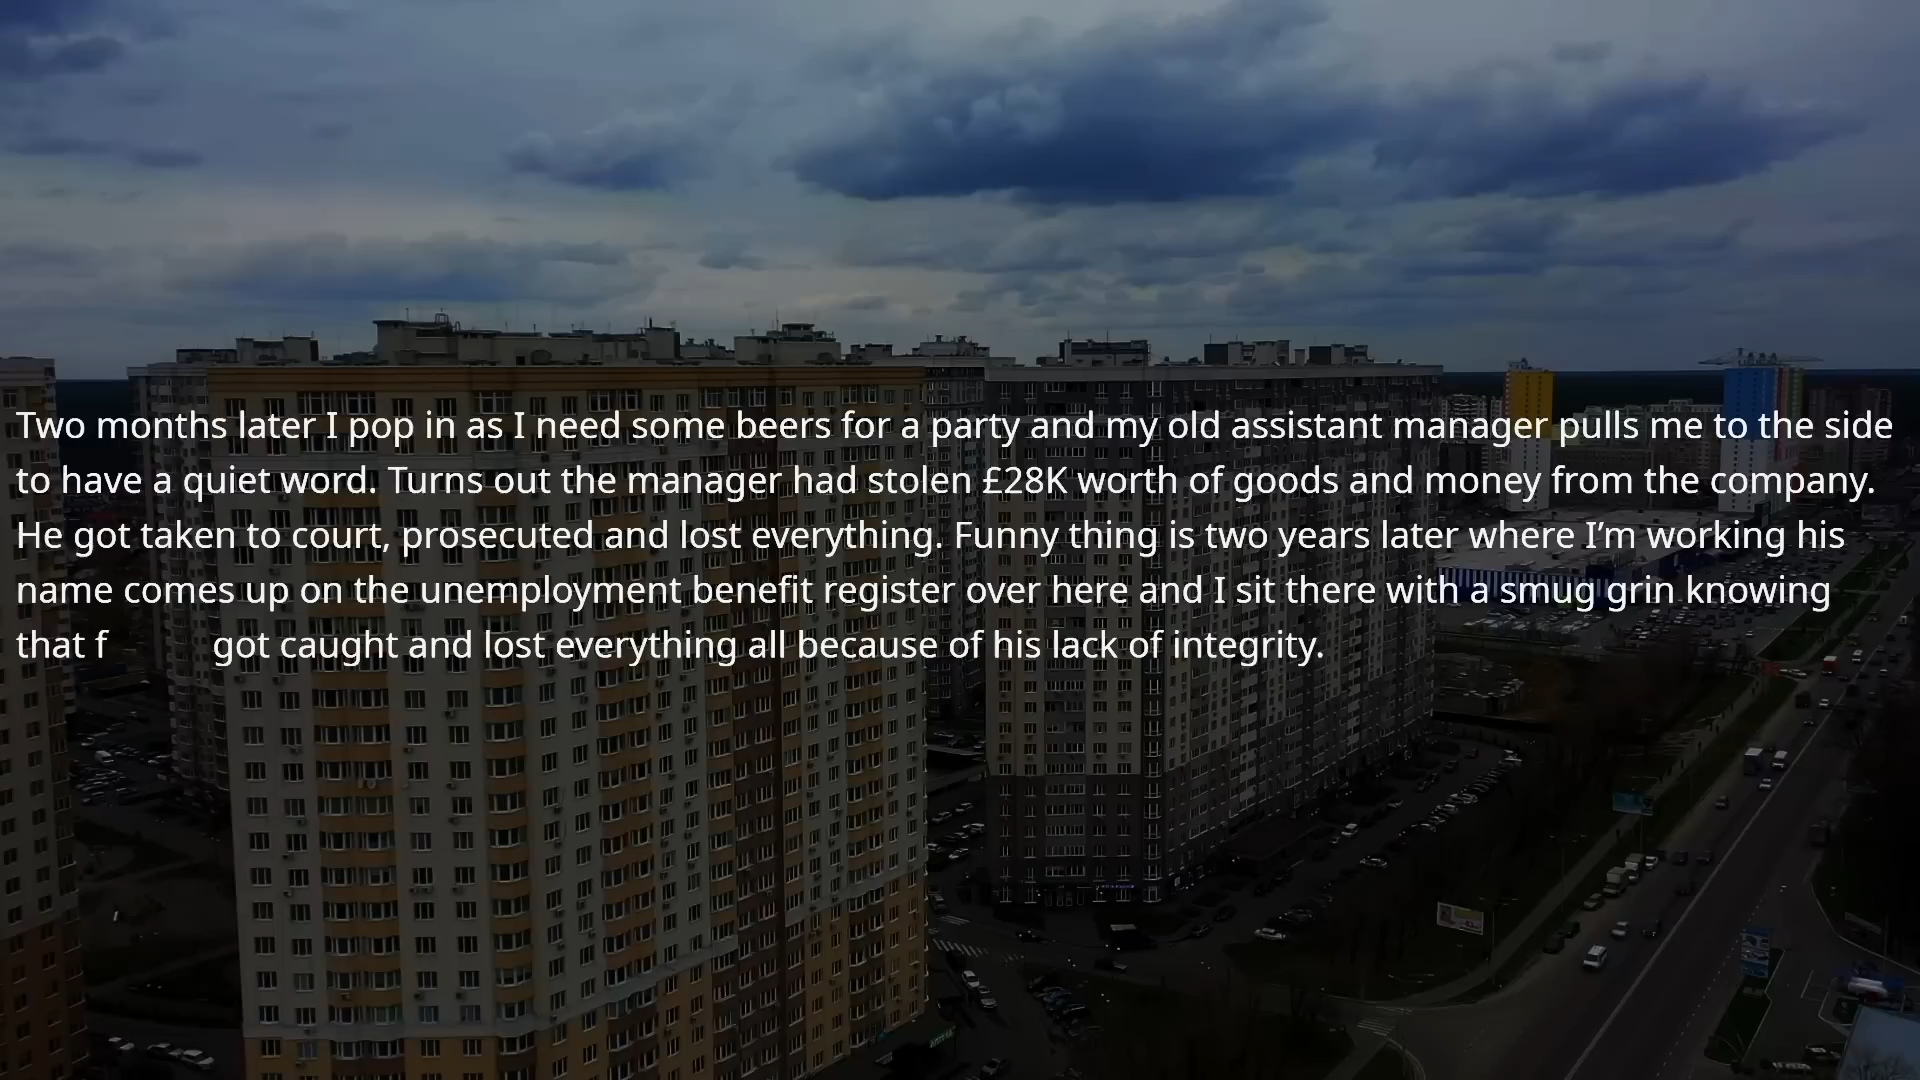 Two months later I pop in as I need some beers for a party and my old assistant manager pulls me to the side
to have a quiet word. Turns out the manager had stolen £28K worth of goods and money from the company.
He got taken to court, prosecuted and lost everything. Funny thing is two years later where I’m working his
name comes up on the unemployment benefit register over here and I sit there with a smug grin knowing
that f got caught and lost everything all because of his lack of integrity.